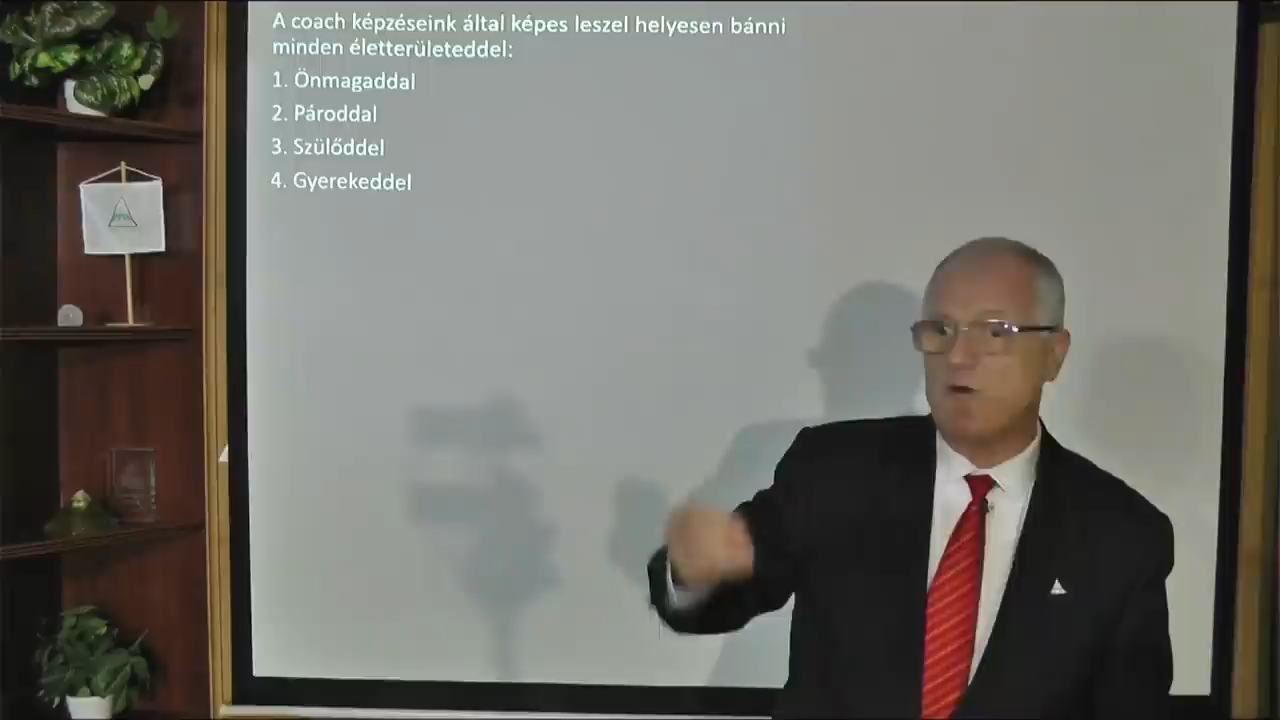 A coach képzéseink által képes leszel helyesen bánni
minden életterületeddel:
1. Önmagaddal
2. Pároddal
3. Szülőddel
4. Gyerekeddel